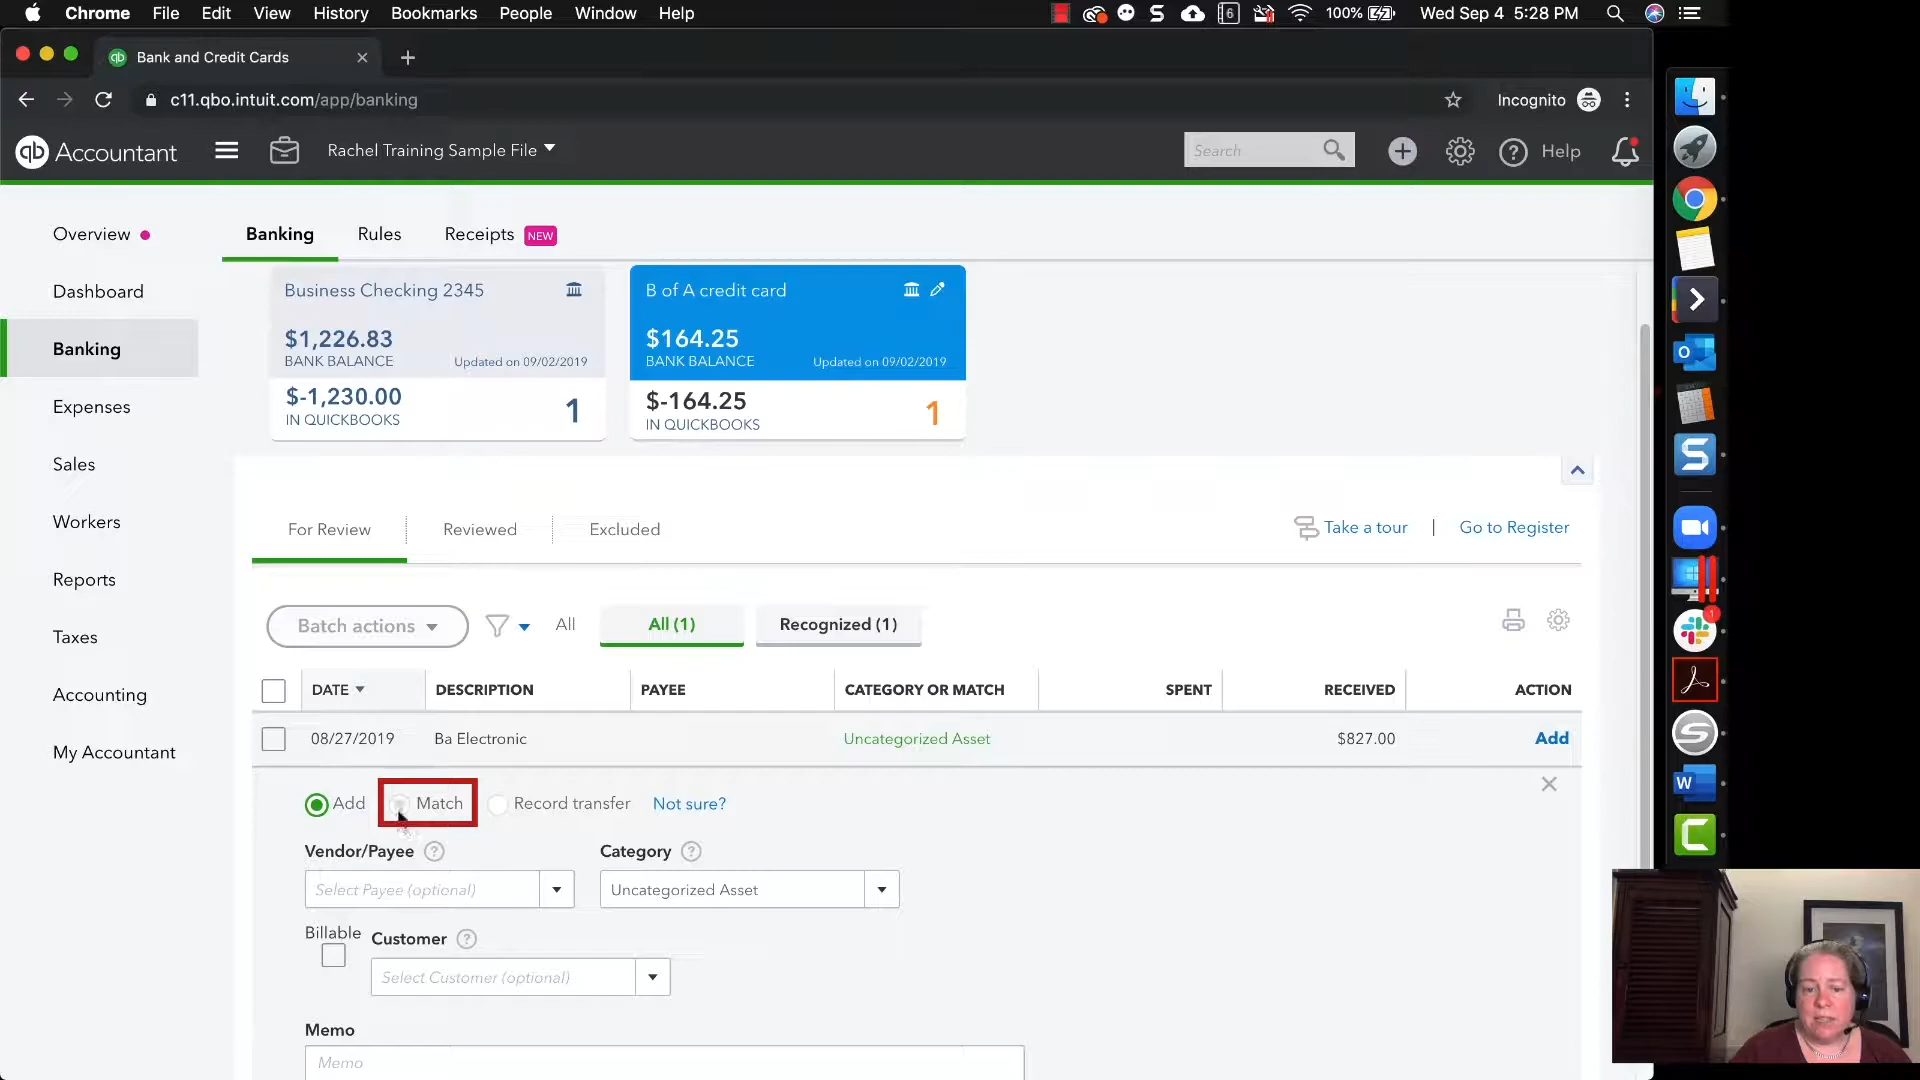 Chrome File Edit View History Bookmarks People Window Help
6 100% Wed Sep 4 5:28 PM
Bank and Credit Cards
c11.qbo.intuit.com/app/banking
Incognito
qb Accountant
Rachel Training Sample File
Search
Help
Overview
Dashboard
Banking
Expenses
Sales
Workers
Reports
Taxes
Accounting
My Accountant
Banking Rules Receipts NEW
Business Checking 2345
$1,226.83
BANK BALANCE Updated on 09/02/2019
$-1,230.00
IN QUICKBOOKS
1
B of A credit card
$164.25
BANK BALANCE Updated on 09/02/2019
$-164.25
IN QUICKBOOKS
1
For Review Reviewed Excluded
Take a tour | Go to Register
Batch actions All All (1) Recognized (1)
DATE DESCRIPTION PAYEE CATEGORY OR MATCH SPENT RECEIVED ACTION
08/27/2019 Ba Electronic Uncategorized Asset $827.00 Add
Add Match Record transfer Not sure?
Vendor/Payee ? Category ?
Select Payee (optional) Uncategorized Asset
Billable Customer ?
Select Customer (optional)
Memo
Memo
O
S
1
S
W
C